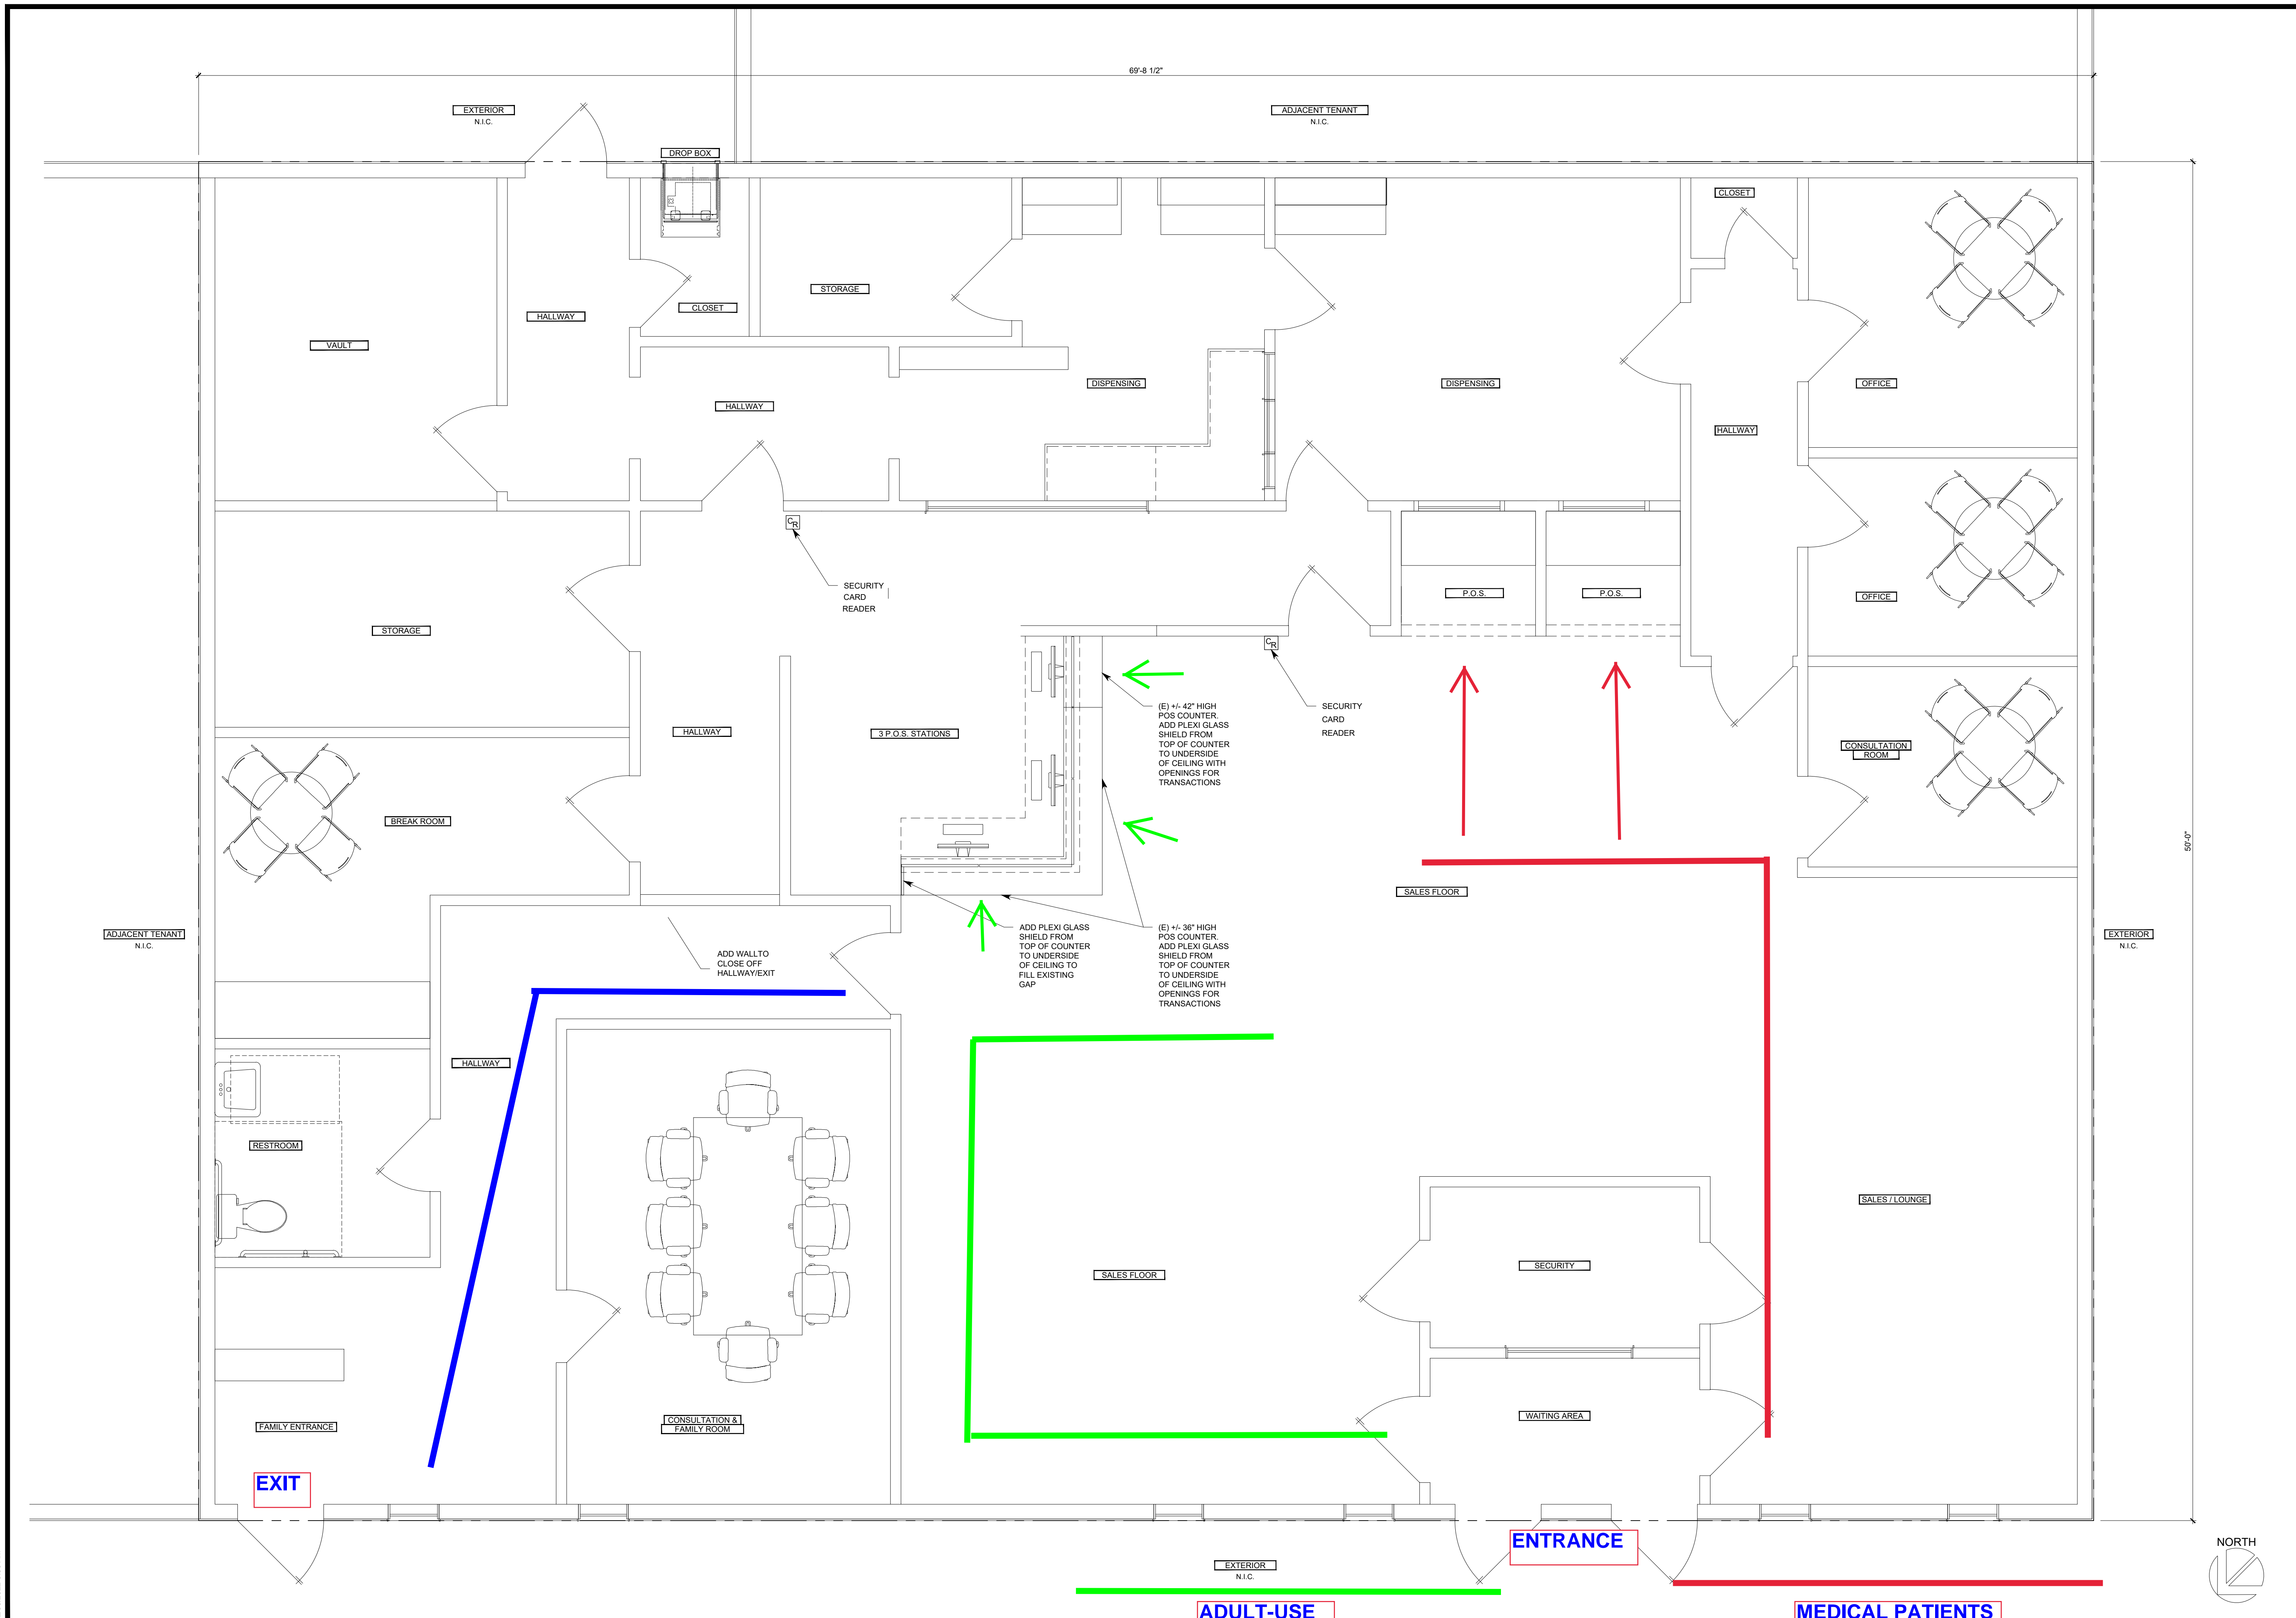 69'-8 1/2"
EXTERIOR
N.I.C.
ADJACENT TENANT
N.I.C.
DROP BOX
CLOSET
STORAGE
CLOSET
HALLWAY
VAULT
DISPENSING
DISPENSING
OFFICE
HALLWAY
HALLWAY
CR
SECURITY
CARD
READER
P.O.S.
P.O.S.
OFFICE
STORAGE
CR
SECURITY
CARD
READER
(E) +/- 42" HIGH
POS COUNTER.
ADD PLEXI GLASS
SHIELD FROM
TOP OF COUNTER
TO UNDERSIDE
OF CEILING WITH
OPENINGS FOR
TRANSACTIONS
HALLWAY
3 P.O.S. STATIONS
CONSULTATION
ROOM
BREAK ROOM
50'-0"
SALES FLOOR
ADJACENT TENANT
N.I.C.
ADD WALLTO
CLOSE OFF
HALLWAY/EXIT
ADD PLEXI GLASS
SHIELD FROM
TOP OF COUNTER
TO UNDERSIDE
OF CEILING TO
FILL EXISTING
GAP
(E) +/- 36" HIGH
POS COUNTER.
ADD PLEXI GLASS
SHIELD FROM
TOP OF COUNTER
TO UNDERSIDE
OF CEILING WITH
OPENINGS FOR
TRANSACTIONS
EXTERIOR
N.I.C.
HALLWAY
RESTROOM
SALES / LOUNGE
SECURITY
SALES FLOOR
FAMILY ENTRANCE
CONSULTATION &
FAMILY ROOM
WAITING AREA
EXIT
ENTRANCE
NORTH
EXTERIOR
N.I.C.
ADULT-USE
MEDICAL PATIENTS